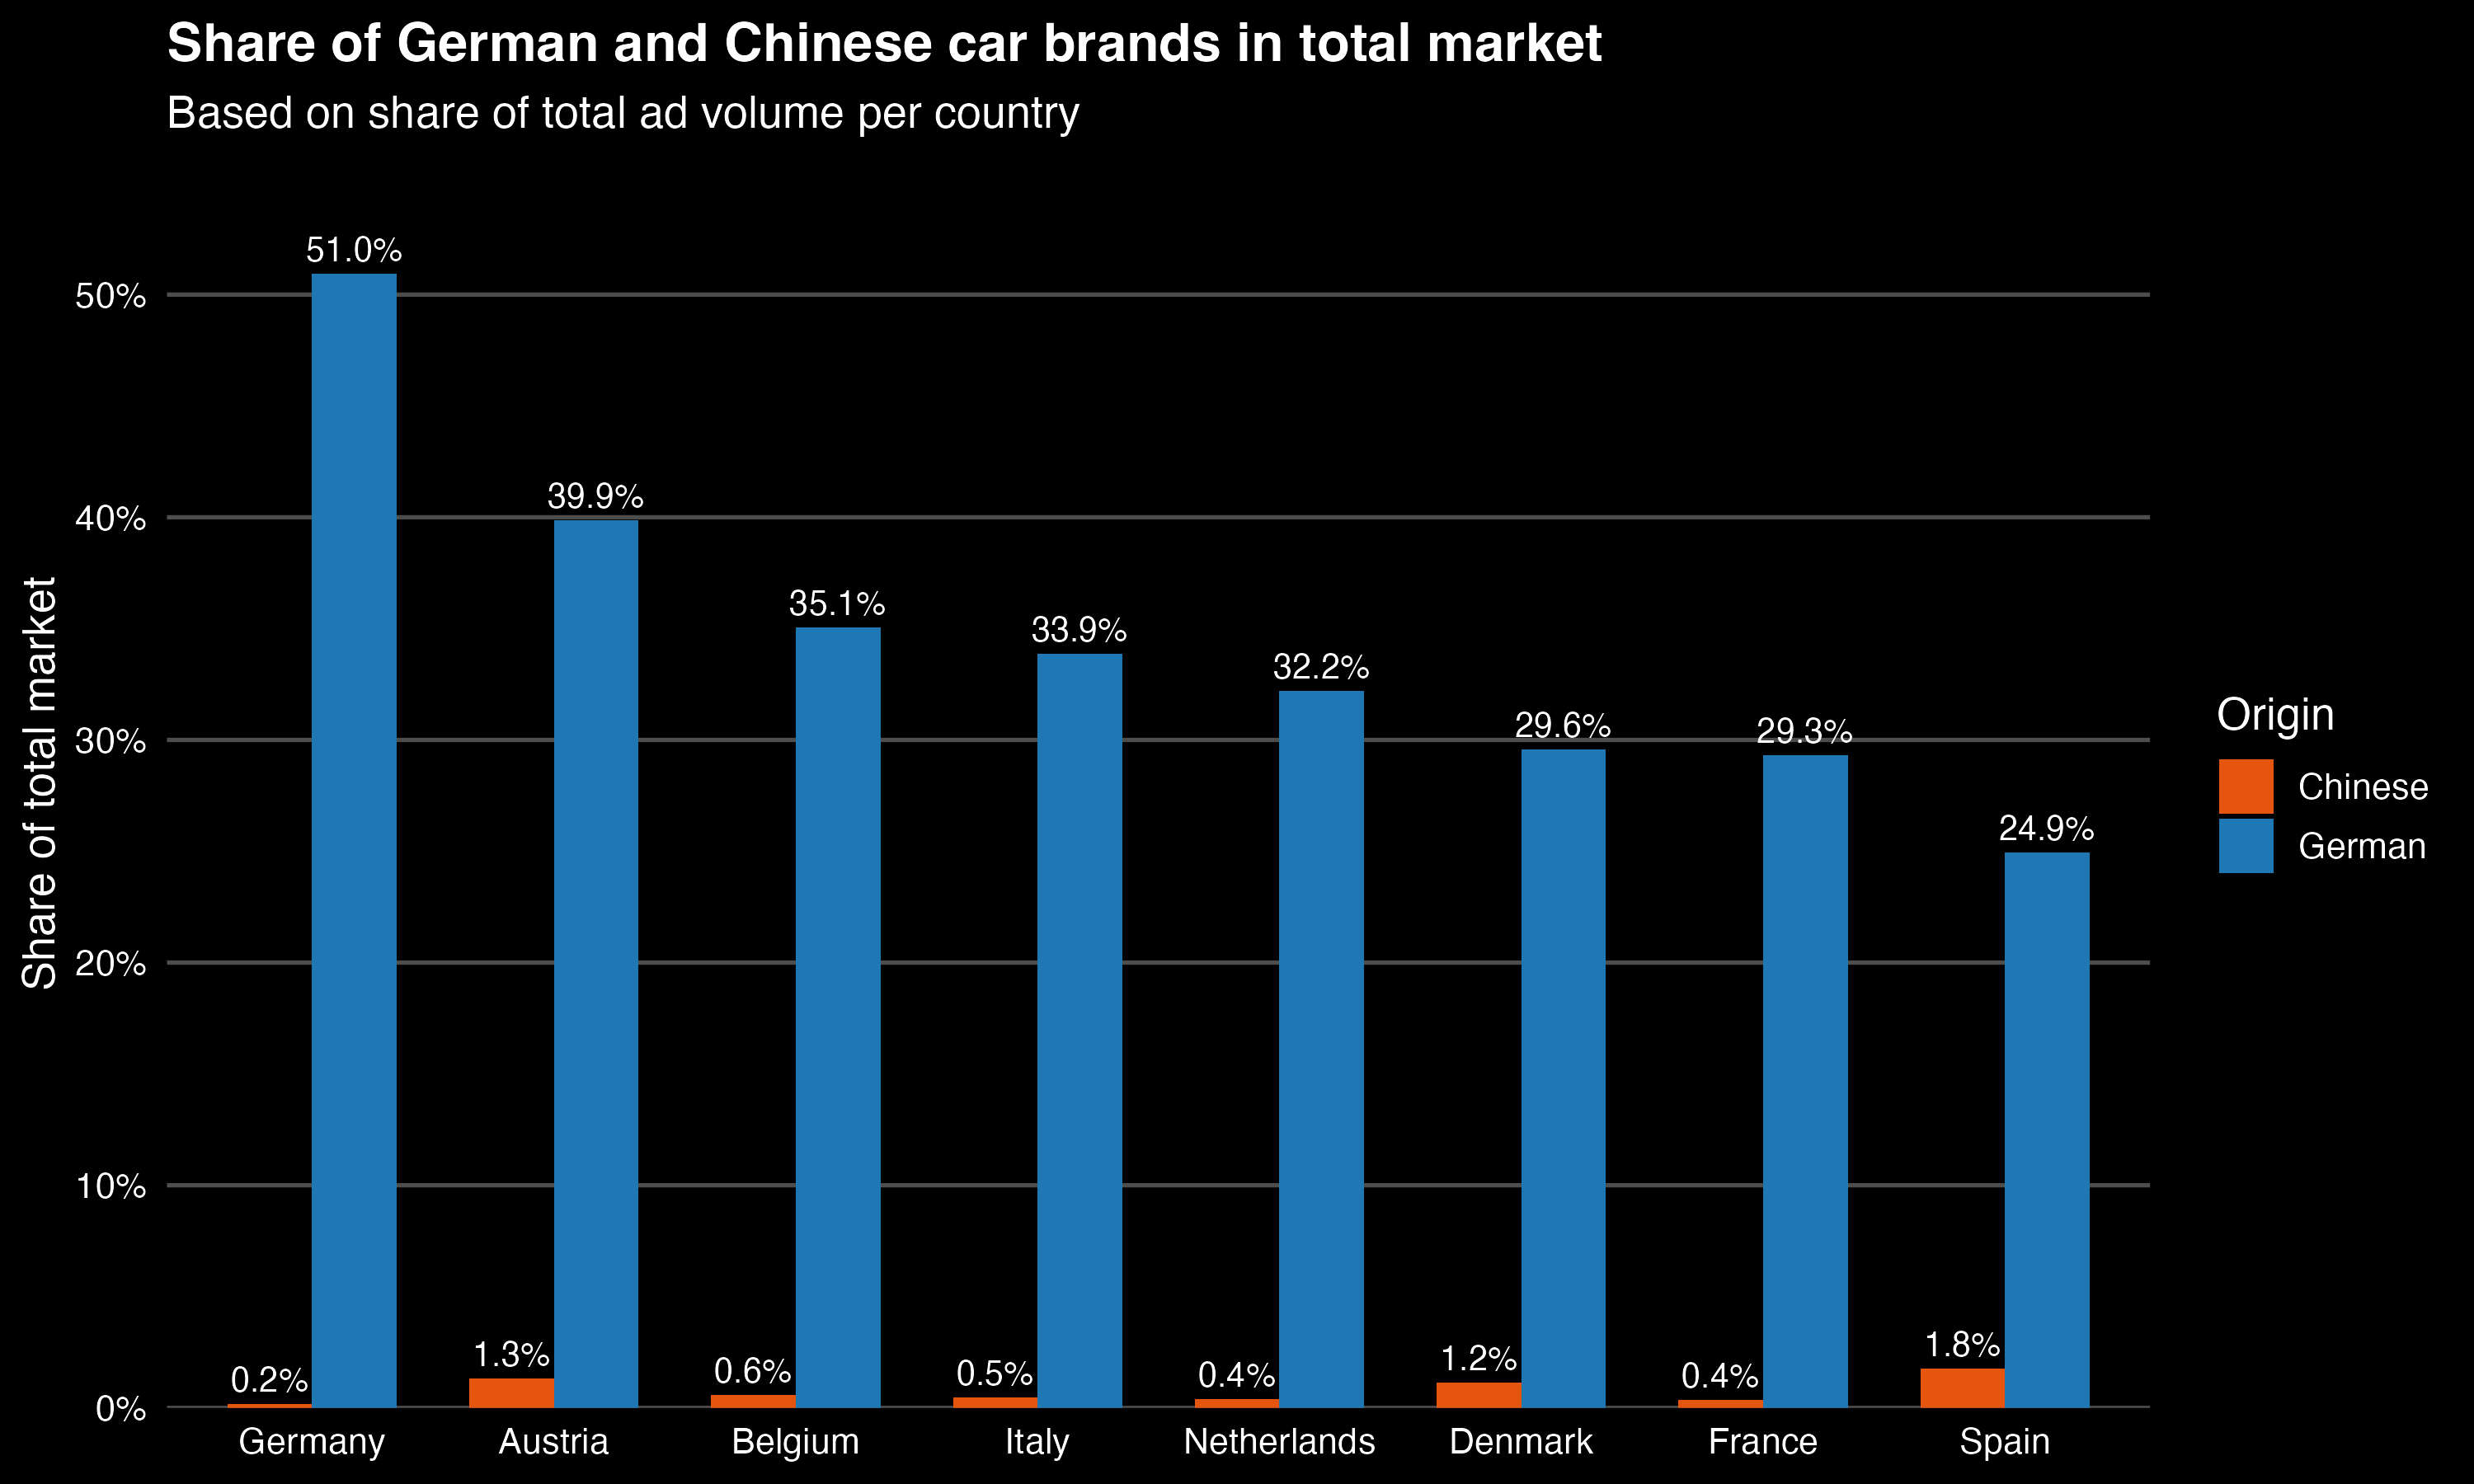 Share of German and Chinese car brands in total market
Based on share of total ad volume per country
Share of total market
50%
40%
30%
20%
10%
0%
51.0%
39.9%
35.1%
33.9%
32.2%
29.6%
29.3%
24.9%
0.2%
1.3%
0.6%
0.5%
0.4%
1.2%
0.4%
1.8%
Germany
Austria
Belgium
Italy
Netherlands
Denmark
France
Spain
Origin
Chinese
German